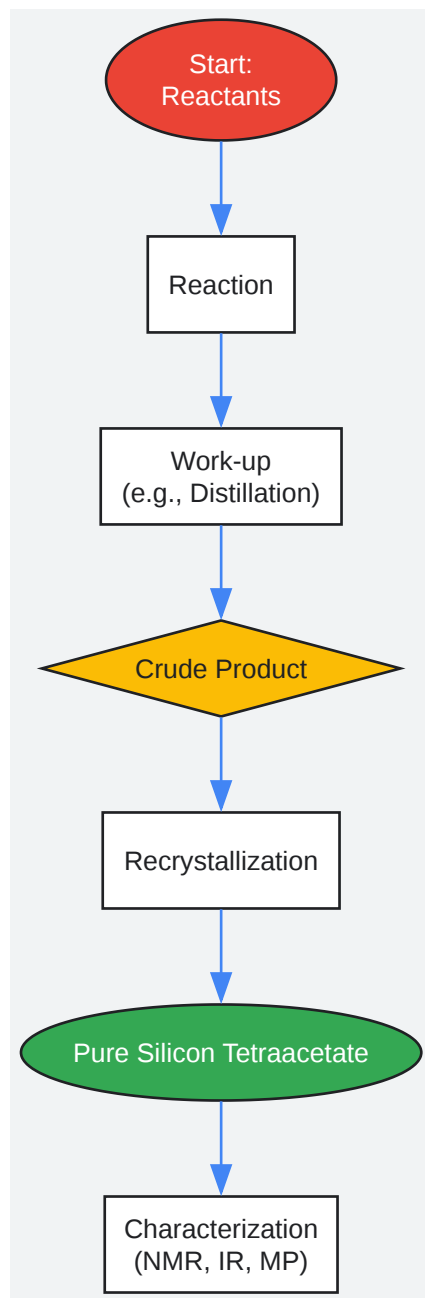 Start:
Reactants
Reaction
Work-up
(e.g., Distillation)
Crude Product
Recrystallization
Pure Silicon Tetraacetate
Characterization
(NMR, IR, MP)